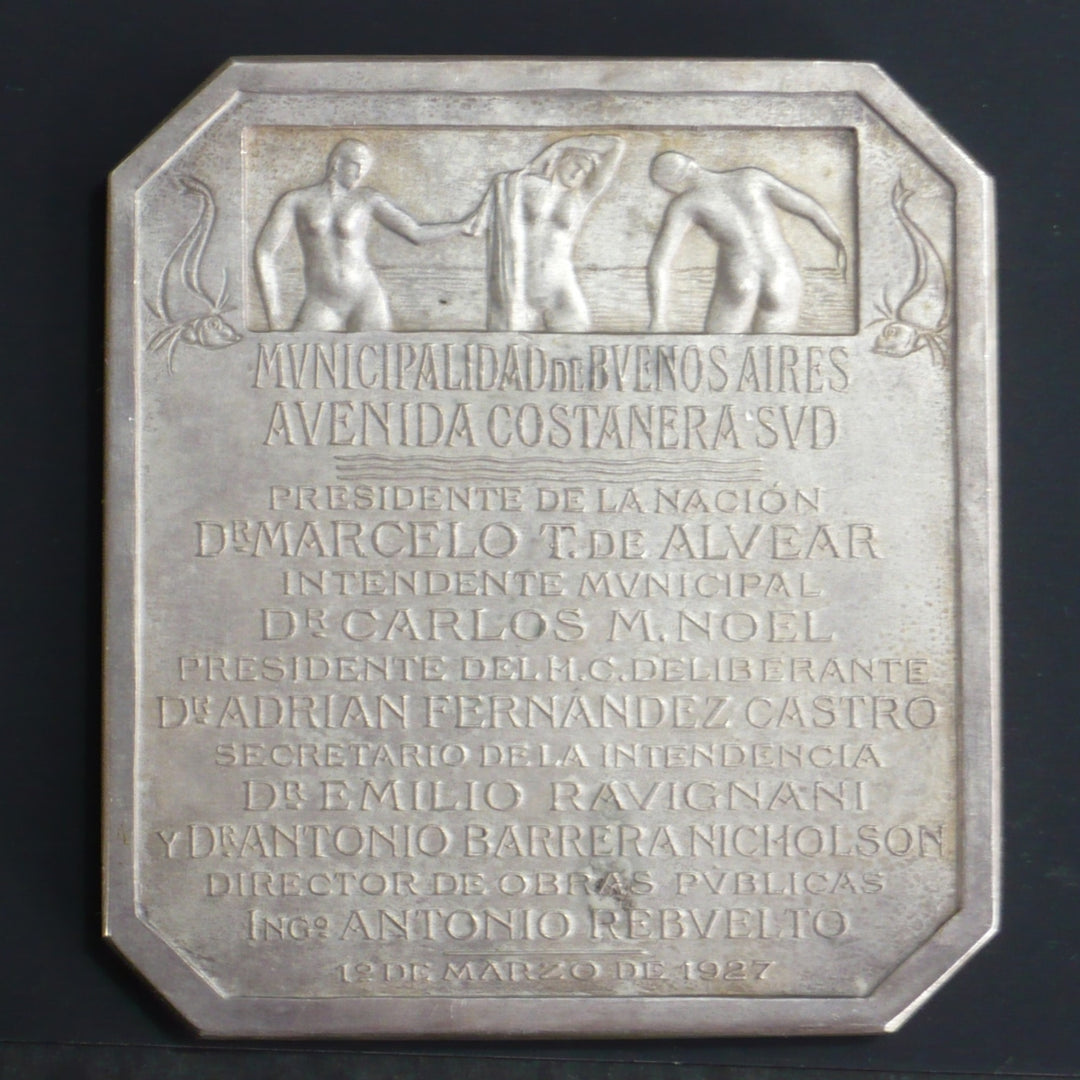 MVNICIPALIDAD DE BVENOS AIRES
AVENIDA COSTANERA SVD
PRESIDENTE DE LA NACIÓN
DR MARCELO T. DE ALVEAR
INTENDENTE MVNICIPAL
DR CARLOS M. NOEL
PRESIDENTE DEL H. C. DELIBERANTE
DR ADRIAN FERNÁNDEZ CASTRO
SECRETARIO DE LA INTENDENCIA
DR EMILIO RAVIGNANI
Y DR ANTONIO BARRERA NICHOLSON
DIRECTOR DE OBRAS PVBLICAS
INGº ANTONIO REBVELTO
1º DE MARZO DE 1927